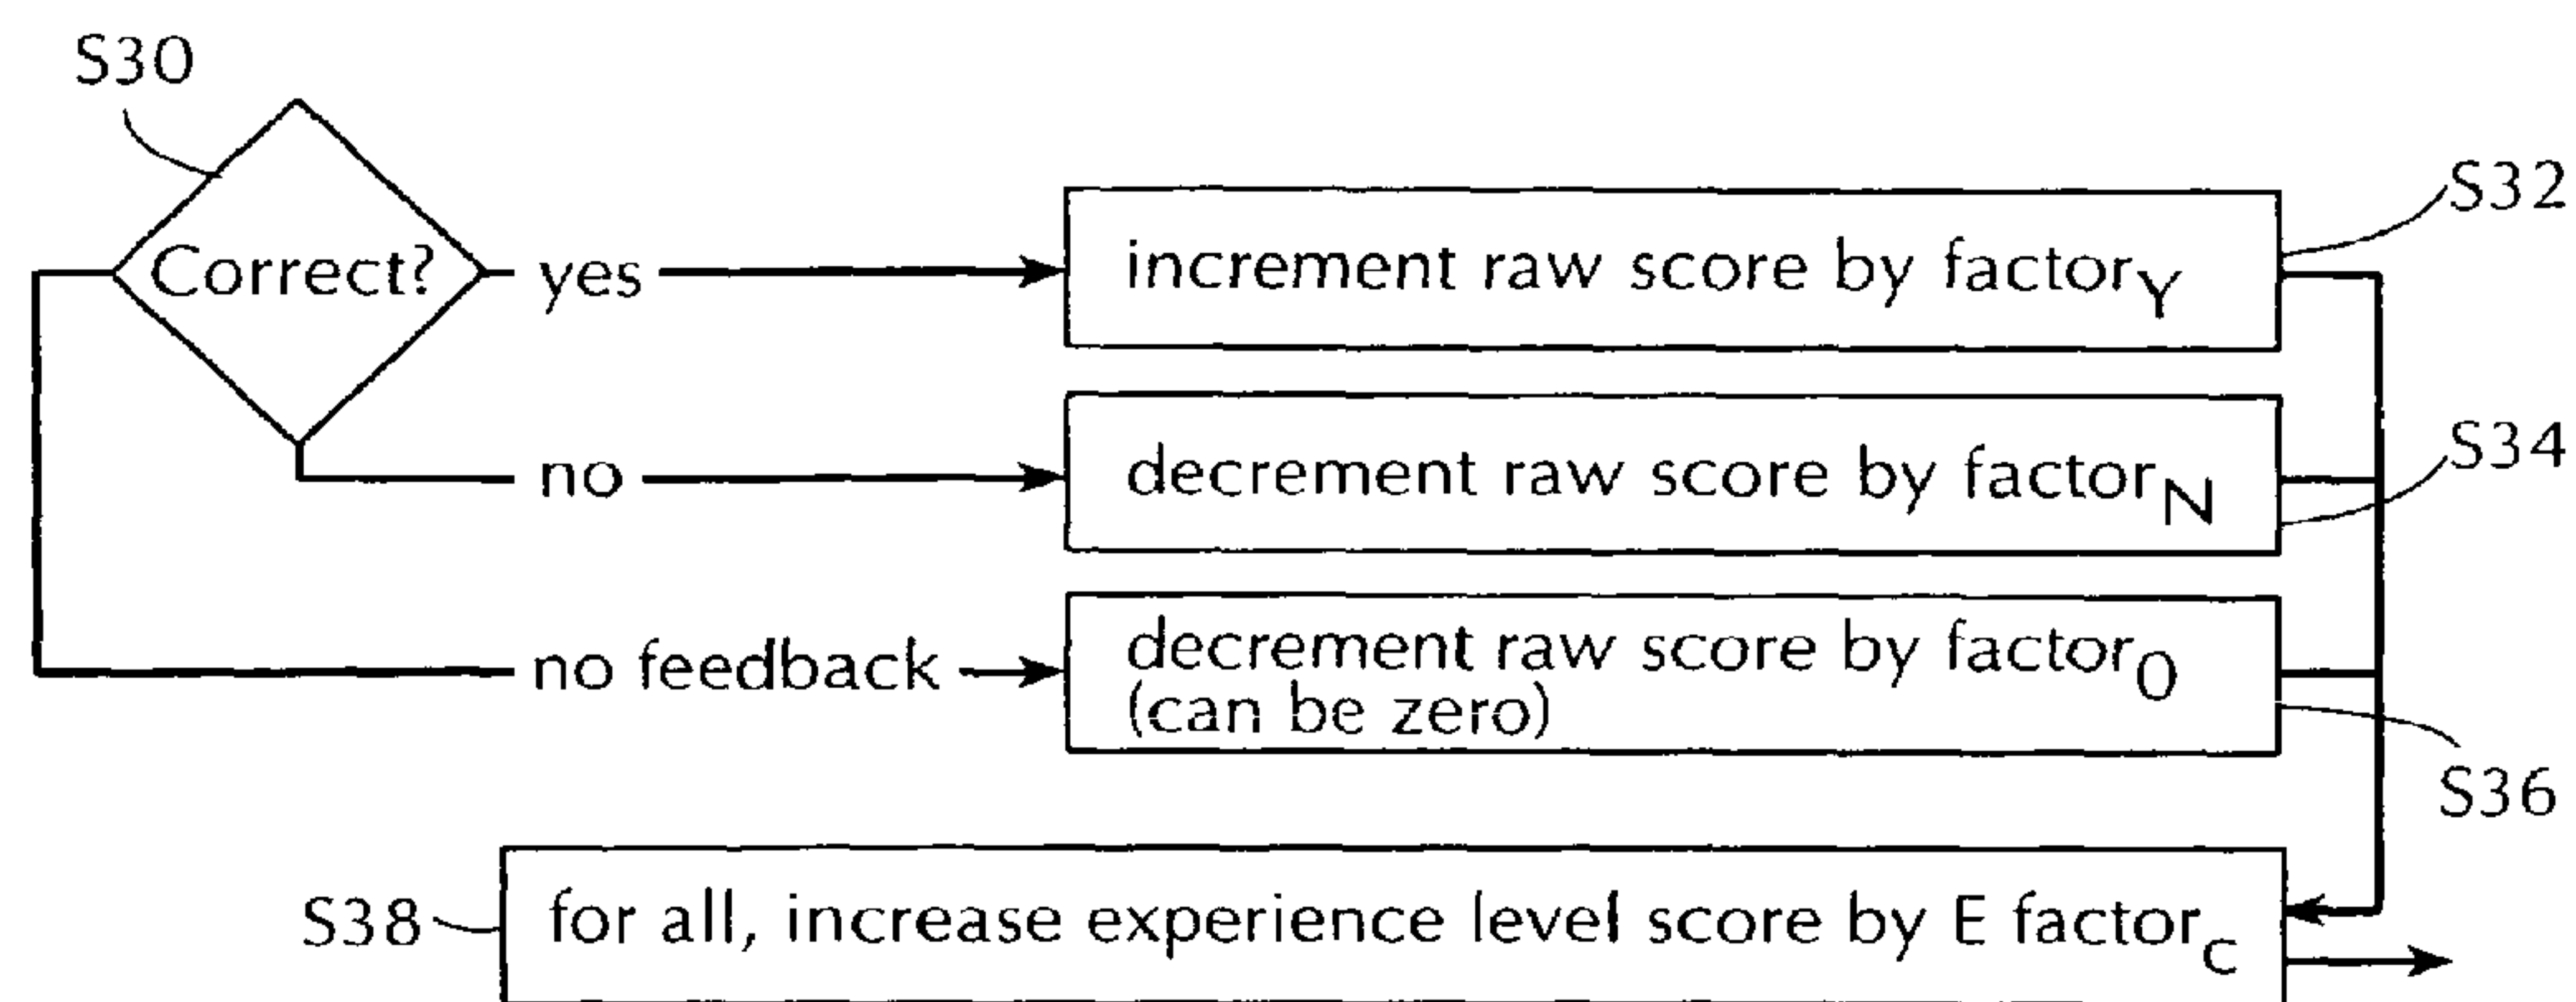 S30
Correct?
yes
increment raw score by factorY
S32
no
decrement raw score by factorN
S34
no feedback
decrement raw score by factor0
(can be zero)
S36
S38
for all, increase experience level score by E factorC